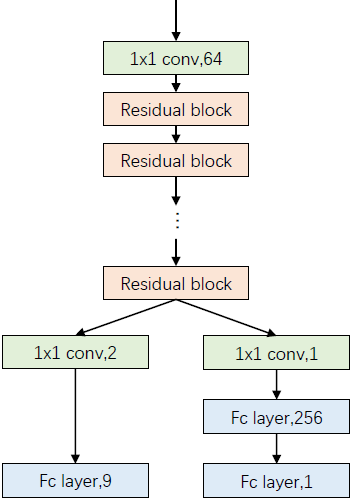 1x1 conv,64
Residual block
Residual block
...
Residual block
1x1 conv,2
1x1 conv,1
Fc layer,256
Fc layer,9
Fc layer,1